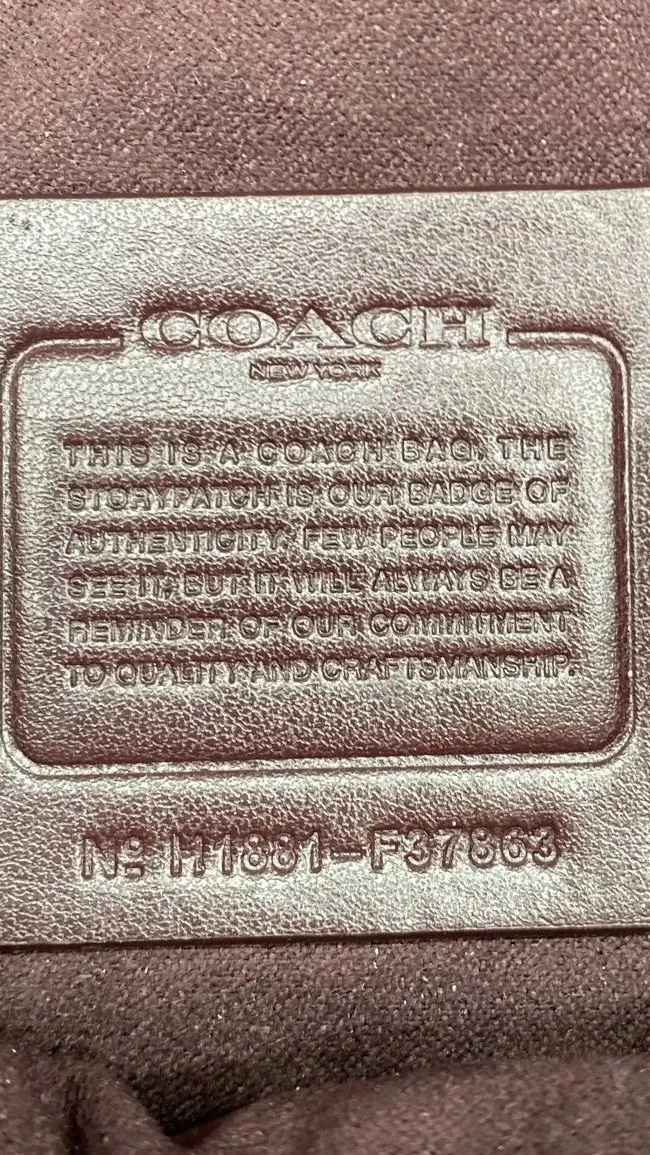 COACH
NEW YORK
THIS IS A COACH BAG. THE
STORYPATCH IS OUR BADGE OF
AUTHENTICITY. FEW PEOPLE MAY
SEE IT, BUT IT WILL ALWAYS BE A
REMINDER OF OUR COMMITMENT
TO QUALITY AND CRAFTSMANSHIP.
Nº H1881-F37863